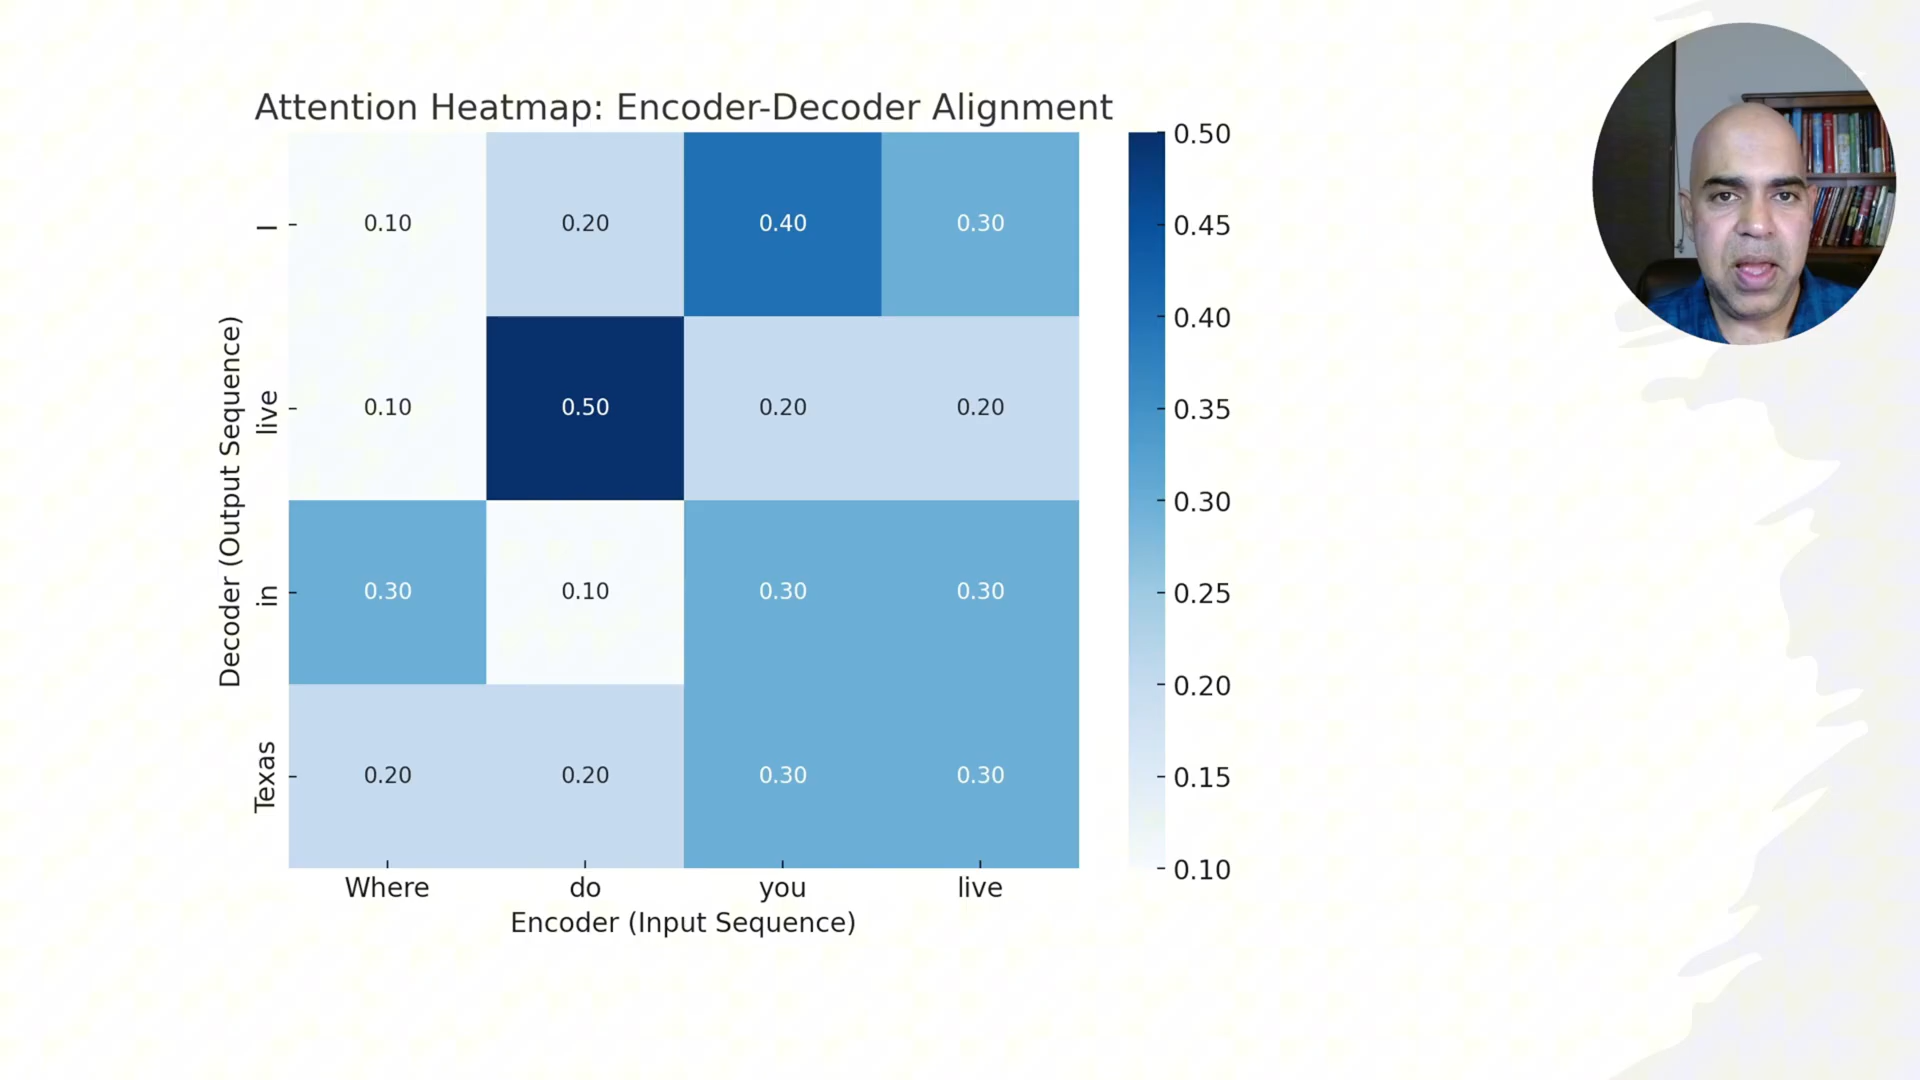 Attention Heatmap: Encoder-Decoder Alignment
Decoder (Output Sequence)
I
0.10 0.20 0.40 0.30
live
0.10 0.50 0.20 0.20
in
0.30 0.10 0.30 0.30
Texas
0.20 0.20 0.30 0.30
Where do you live
Encoder (Input Sequence)
0.50
0.45
0.40
0.35
0.30
0.25
0.20
0.15
0.10